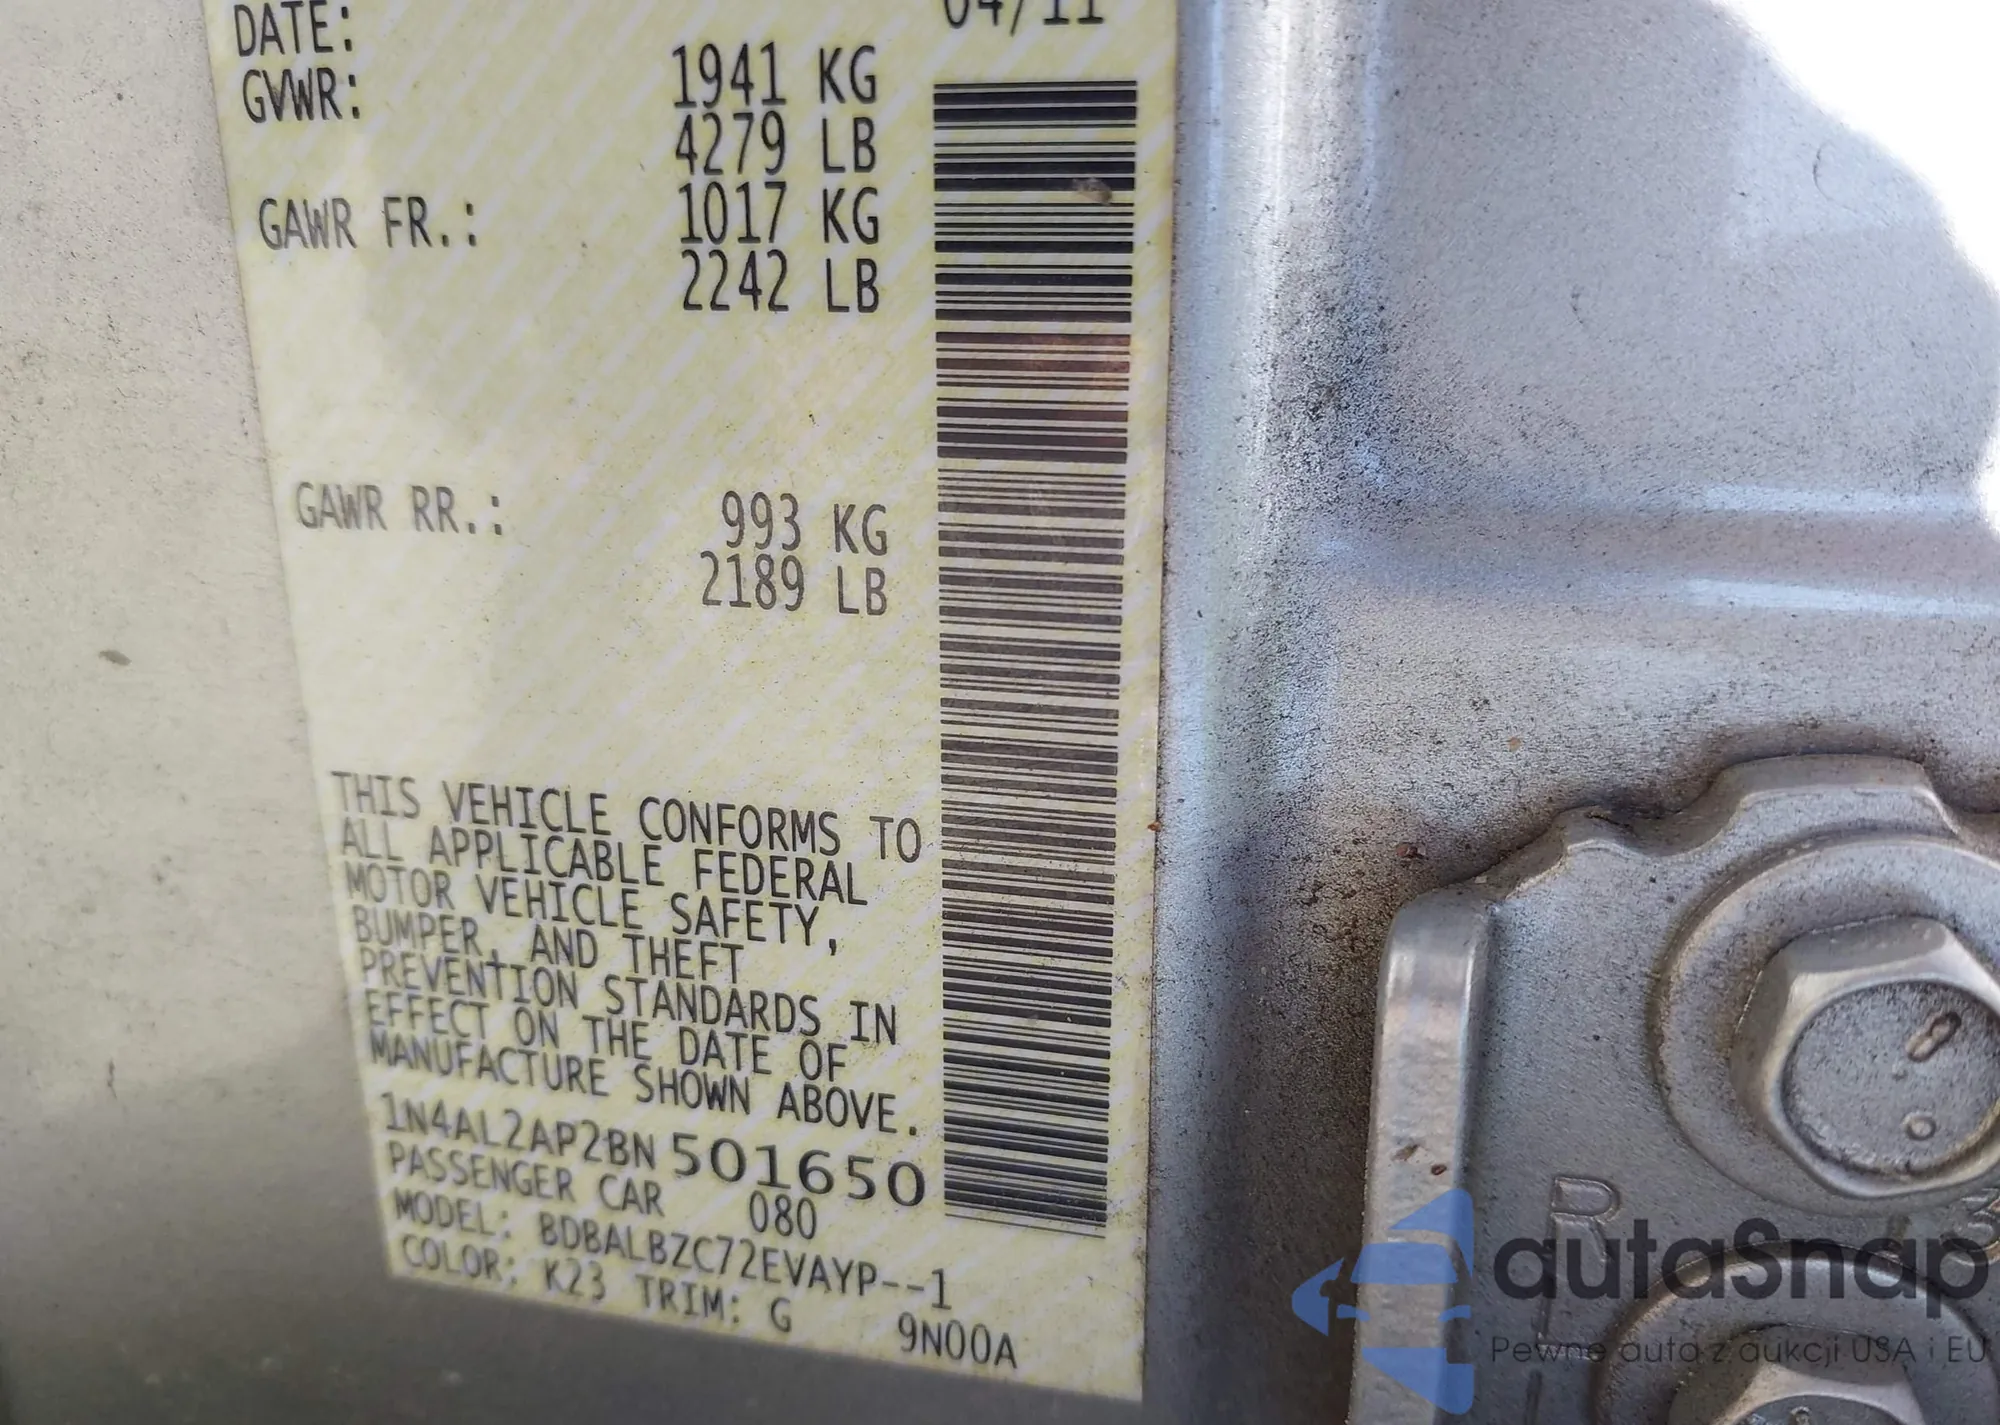 DATE: 04/11
GVWR: 1941 KG
4279 LB
GAWR FR.: 1017 KG
2242 LB
GAWR RR.: 993 KG
2189 LB
THIS VEHICLE CONFORMS TO
ALL APPLICABLE FEDERAL
MOTOR VEHICLE SAFETY,
BUMPER, AND THEFT
PREVENTION STANDARDS IN
EFFECT ON THE DATE OF
MANUFACTURE SHOWN ABOVE.
1N4AL2AP2BN 501650
PASSENGER CAR 080
MODEL: BDBALBZC72EVAYP--1
COLOR: K23 TRIM: G 9N00A
R 3
autaSnap
Pewne auta z aukcji USA i EU